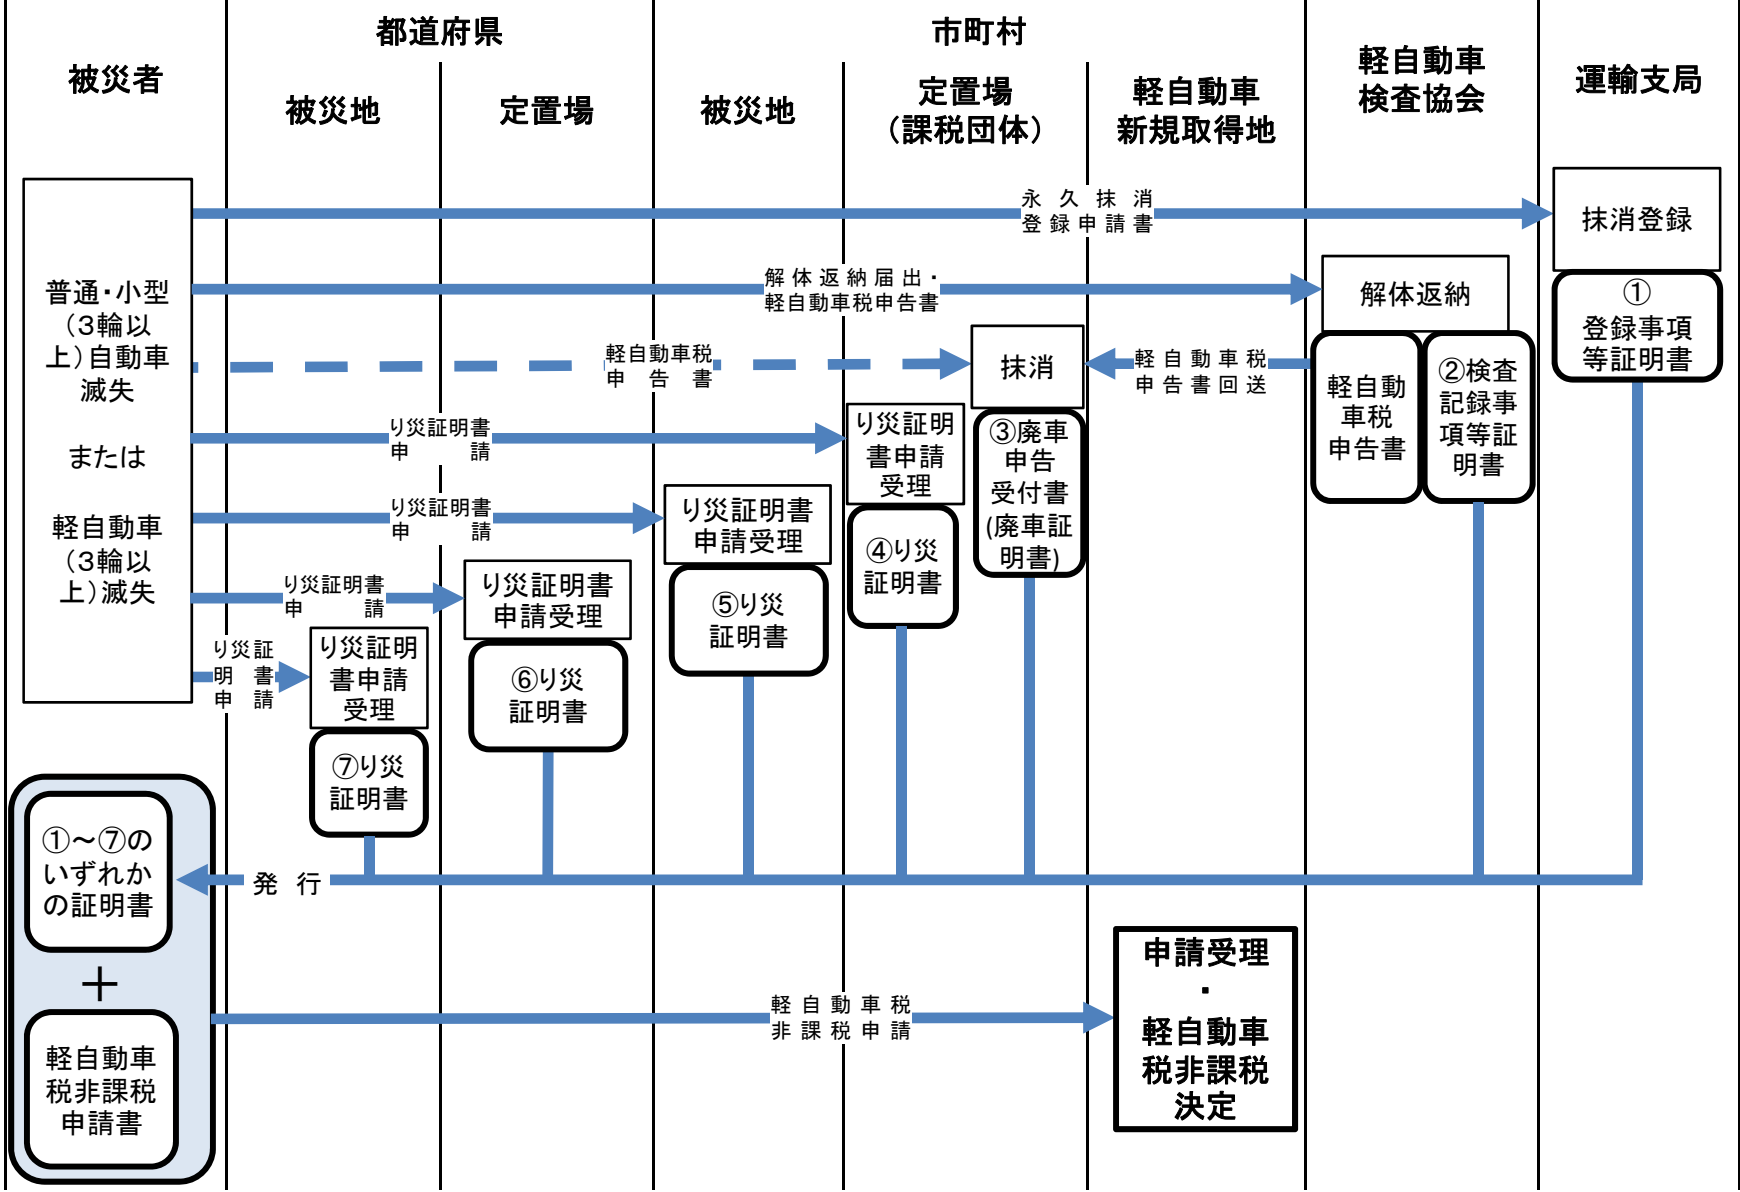 被災者
都道府県
被災地
定置場
市町村
被災地
定置場
（課税団体）
軽自動車
新規取得地
軽自動車
検査協会
運輸支局
普通・小型
（３輪以
上）自動車
滅失
または
軽自動車
（３輪以
上）滅失
永久抹消
登録申請書
抹消登録
①
登録事項
等証明書
解体返納届出・
軽自動車税申告書
解体返納
軽自動
車税
申告書
②検査
記録事
項等証
明書
軽自動車税
申告書
抹消
軽自動車税
申告書回送
③廃車
申告
受付書
(廃車証
明書)
り災証明書
申請
り災証明
書申請
受理
④り災
証明書
り災証明書
申請
り災証明書
申請受理
⑤り災
証明書
り災証明書
申請
り災証明書
申請受理
⑥り災
証明書
り災証
明書
申請
り災証明
書申請
受理
⑦り災
証明書
発行
①～⑦の
いずれか
の証明書
＋
軽自動車
税非課税
申請書
軽自動車税
非課税申請
申請受理
・
軽自動車
税非課税
決定